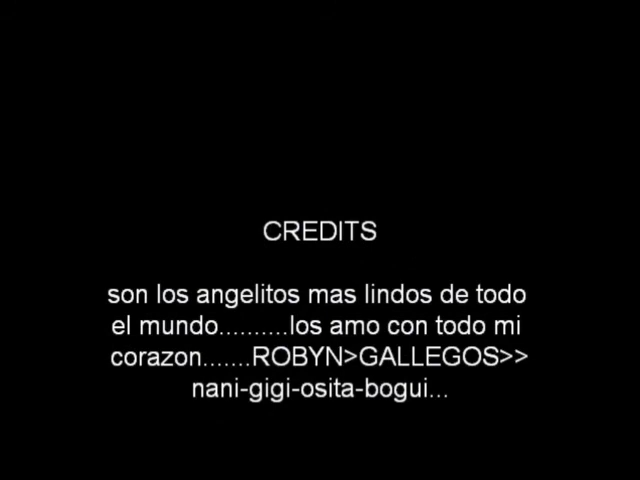 CREDITS
son los angelitos mas lindos de todo
el mundo..........los amo con todo mi
corazon.......ROBYN>GALLEGOS>>
nani-gigi-osita-bogui...